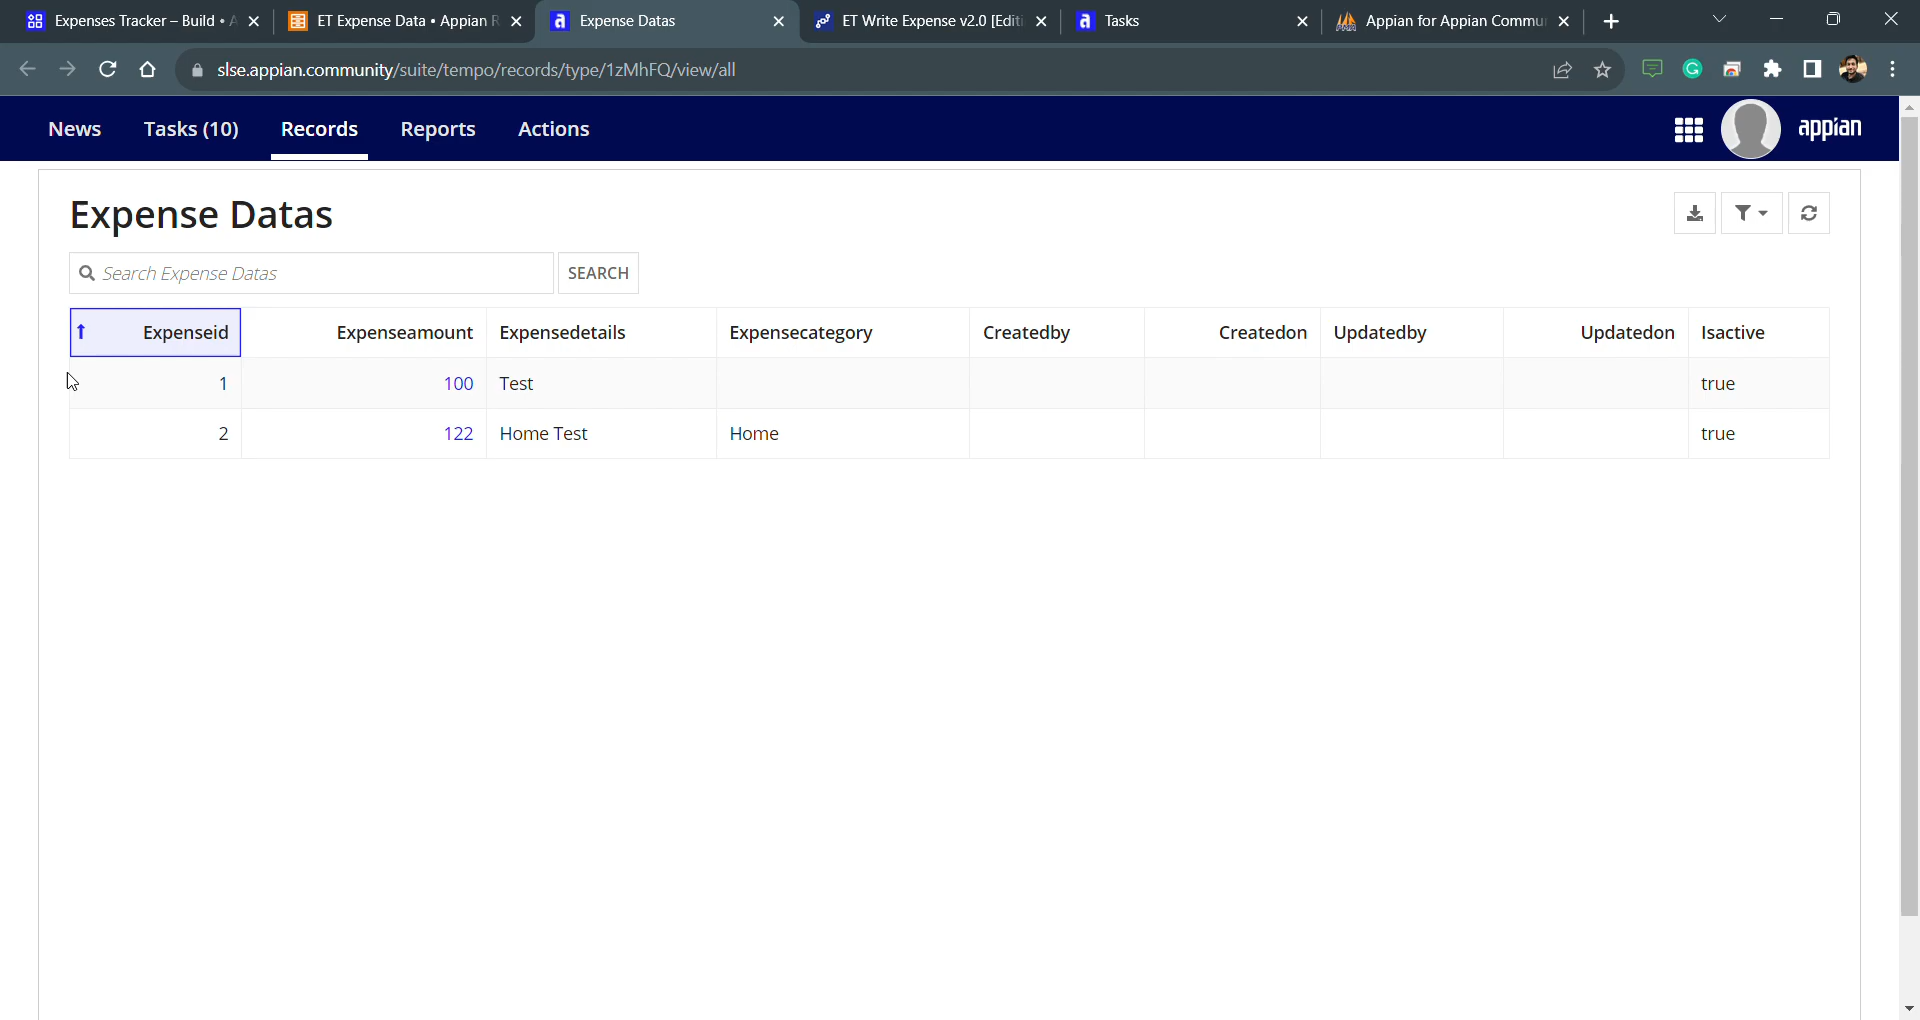 Expenses Tracker – Build • A
ET Expense Data • Appian R
Expense Datas
ET Write Expense v2.0 [Editi
Tasks
Appian for Appian Commu
slse.appian.community/suite/tempo/records/type/1zMhFQ/view/all
News Tasks (10) Records Reports Actions appian
Expense Datas
Search Expense Datas SEARCH
Expenseid Expenseamount Expensedetails Expensecategory Createdby Createdon Updatedby Updatedon Isactive
1 100 Test true
2 122 Home Test Home true